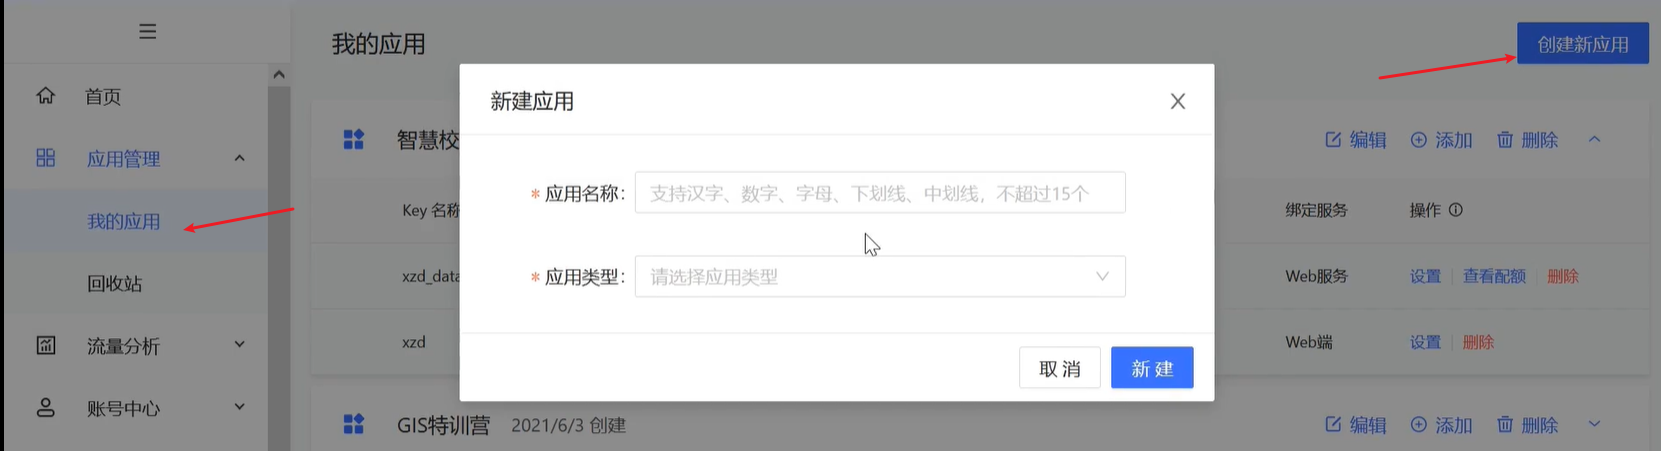 首页
应用管理
我的应用
回收站
流量分析
账号中心
我的应用
创建新应用
智慧校
编辑 添加 删除
Key 名称
绑定服务 操作
xzd_data
Web服务 设置 查看配额 删除
xzd
Web端 设置 删除
GIS特训营 2021/6/3 创建
编辑 添加 删除
新建应用
* 应用名称： 支持汉字、数字、字母、下划线、中划线，不超过15个
* 应用类型： 请选择应用类型
取消 新建